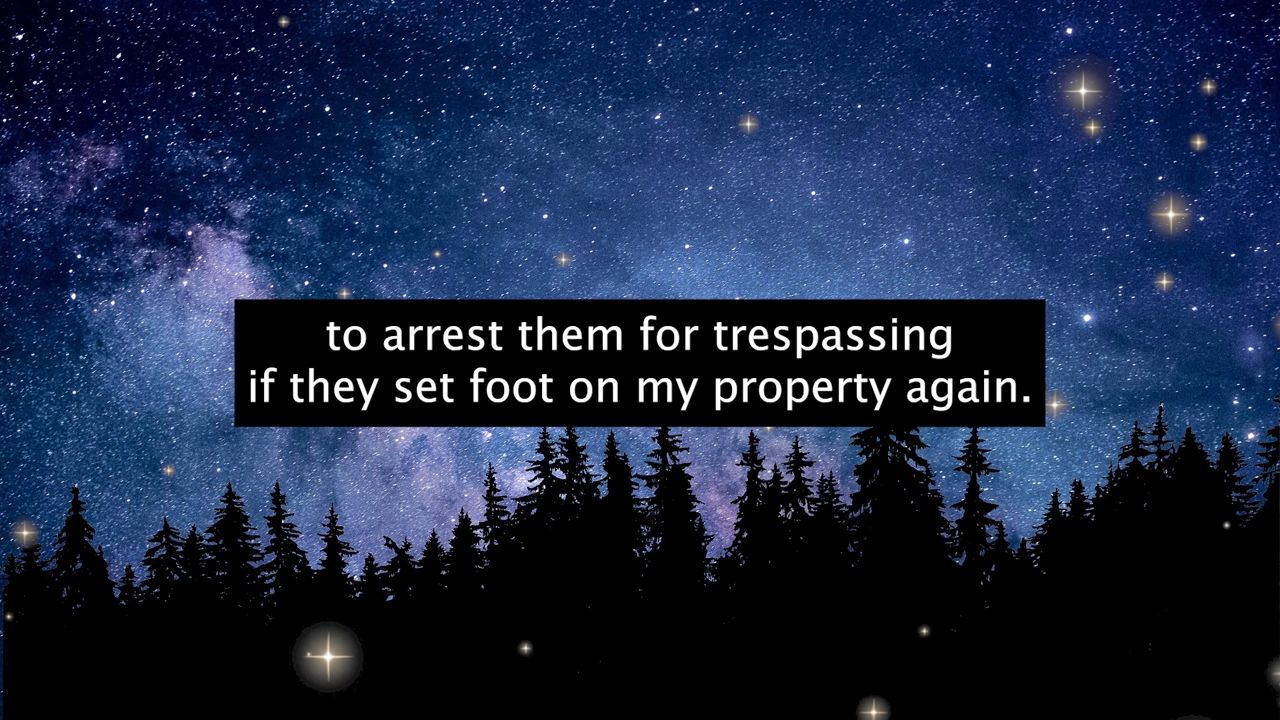 to arrest them for trespassing
if they set foot on my property again.